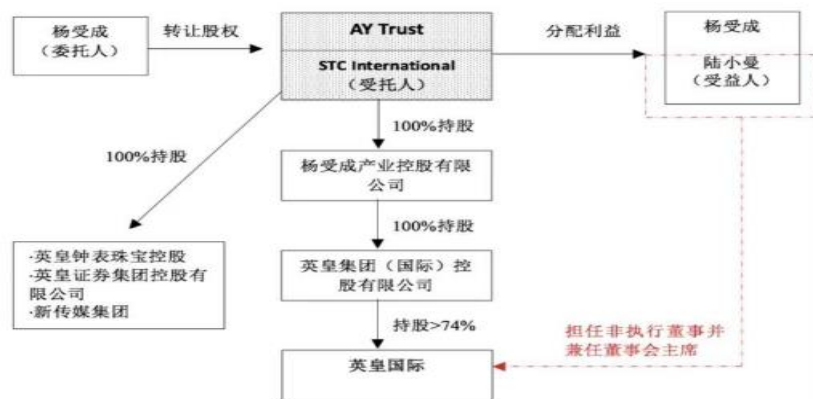 杨受成
（委托人）
转让股权
AY Trust
STC International
（受托人）
分配利益
杨受成
陆小曼
（受益人）
100%持股
100%持股
杨受成产业控股有限
公司
100%持股
·英皇钟表珠宝控股
·英皇证券集团控股有
限公司
·新传媒集团
英皇集团（国际）控
股有限公司
持股>74%
担任非执行董事并
兼任董事会主席
英皇国际